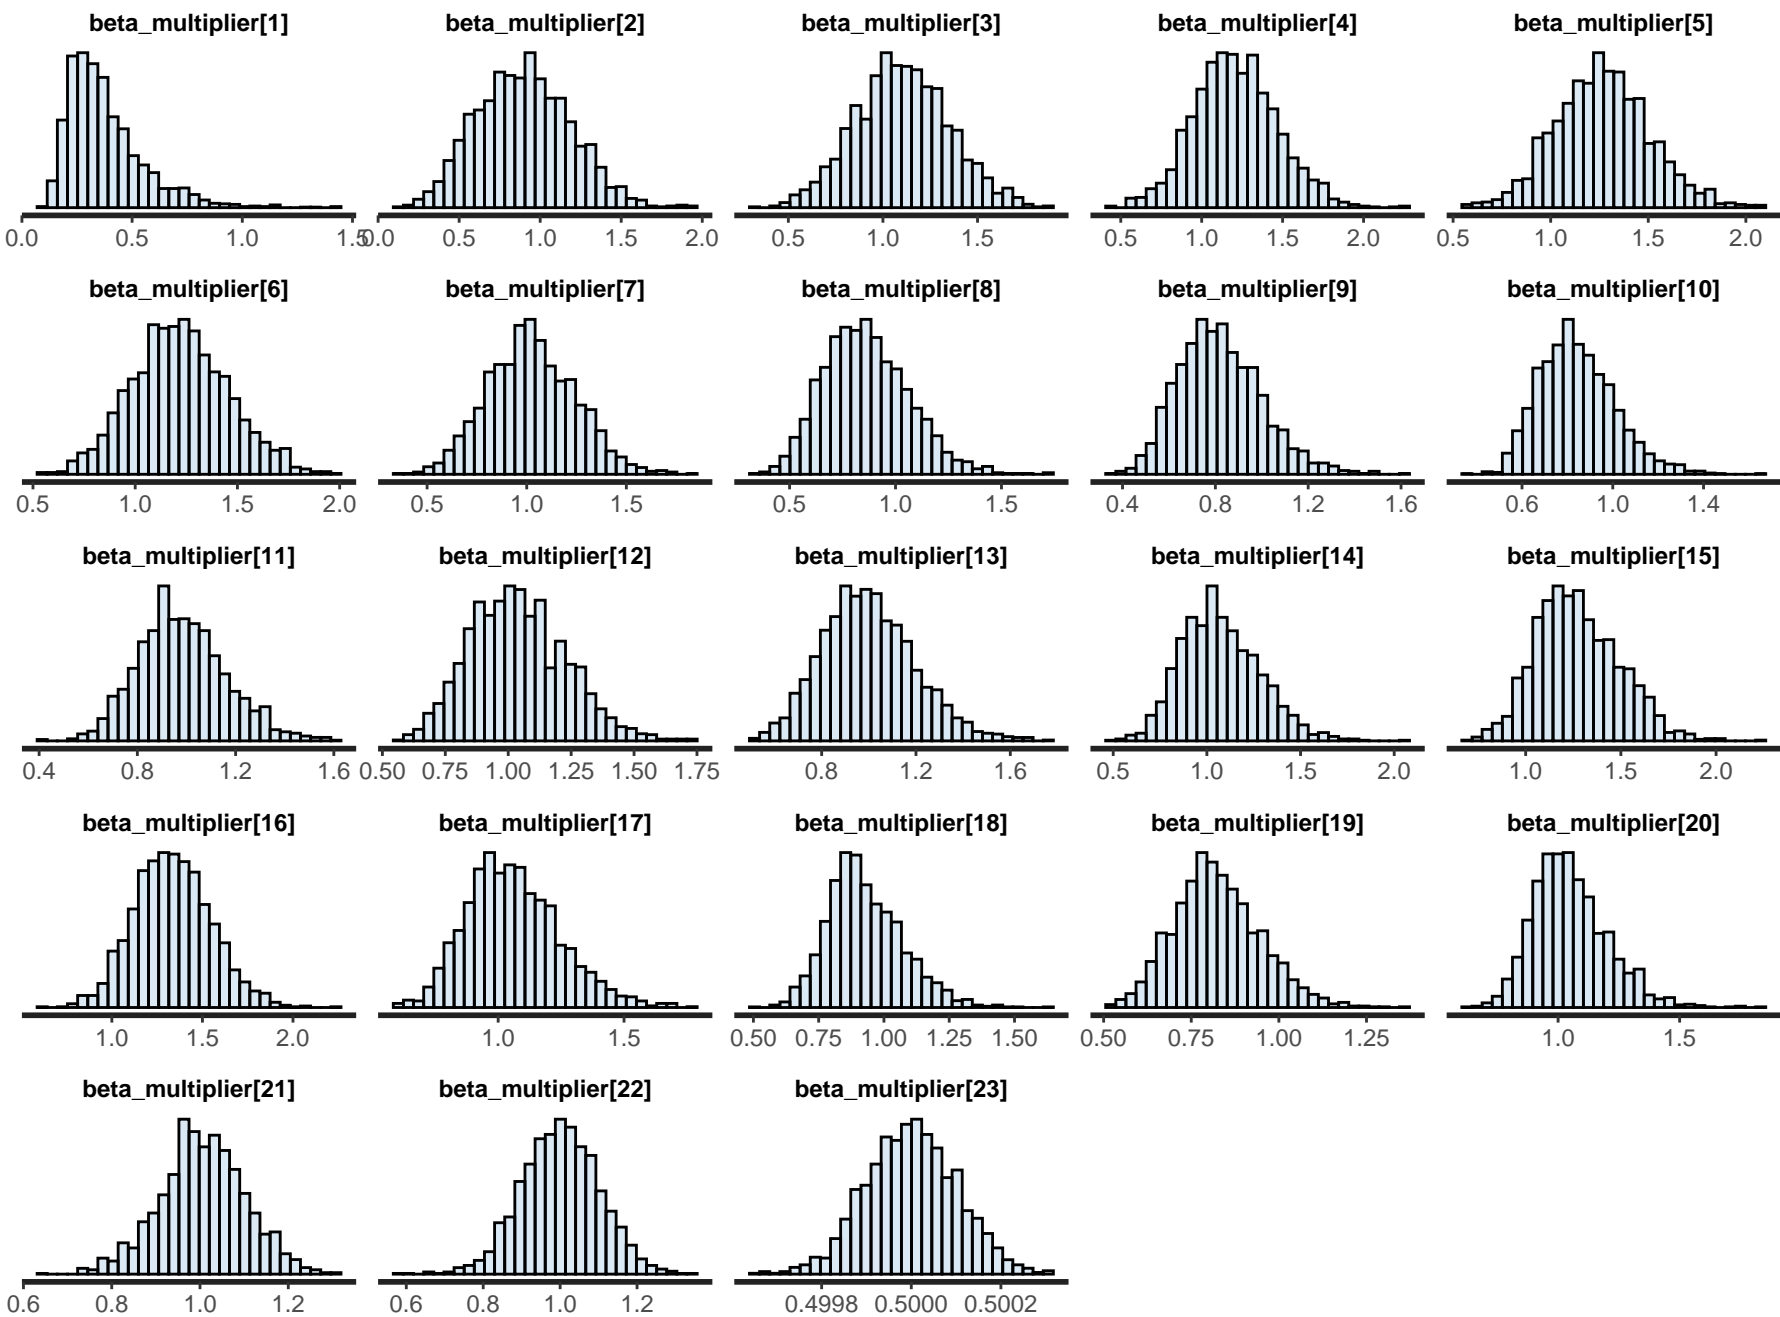 beta_multiplier[1] beta_multiplier[2] beta_multiplier[3] beta_multiplier[4] beta_multiplier[5]
0.0 0.5 1.0 1.5 0.0 0.5 1.0 1.5 2.0 0.5 1.0 1.5 0.5 1.0 1.5 2.0 0.5 1.0 1.5 2.0
beta_multiplier[6] beta_multiplier[7] beta_multiplier[8] beta_multiplier[9] beta_multiplier[10]
0.5 1.0 1.5 2.0 0.5 1.0 1.5 0.5 1.0 1.5 0.4 0.8 1.2 1.6 0.6 1.0 1.4
beta_multiplier[11] beta_multiplier[12] beta_multiplier[13] beta_multiplier[14] beta_multiplier[15]
0.4 0.8 1.2 1.6 0.50 0.75 1.00 1.25 1.50 1.75 0.8 1.2 1.6 0.5 1.0 1.5 2.0 1.0 1.5 2.0
beta_multiplier[16] beta_multiplier[17] beta_multiplier[18] beta_multiplier[19] beta_multiplier[20]
1.0 1.5 2.0 1.0 1.5 0.50 0.75 1.00 1.25 1.50 0.50 0.75 1.00 1.25 1.0 1.5
beta_multiplier[21] beta_multiplier[22] beta_multiplier[23]
0.6 0.8 1.0 1.2 0.6 0.8 1.0 1.2 0.4998 0.5000 0.5002